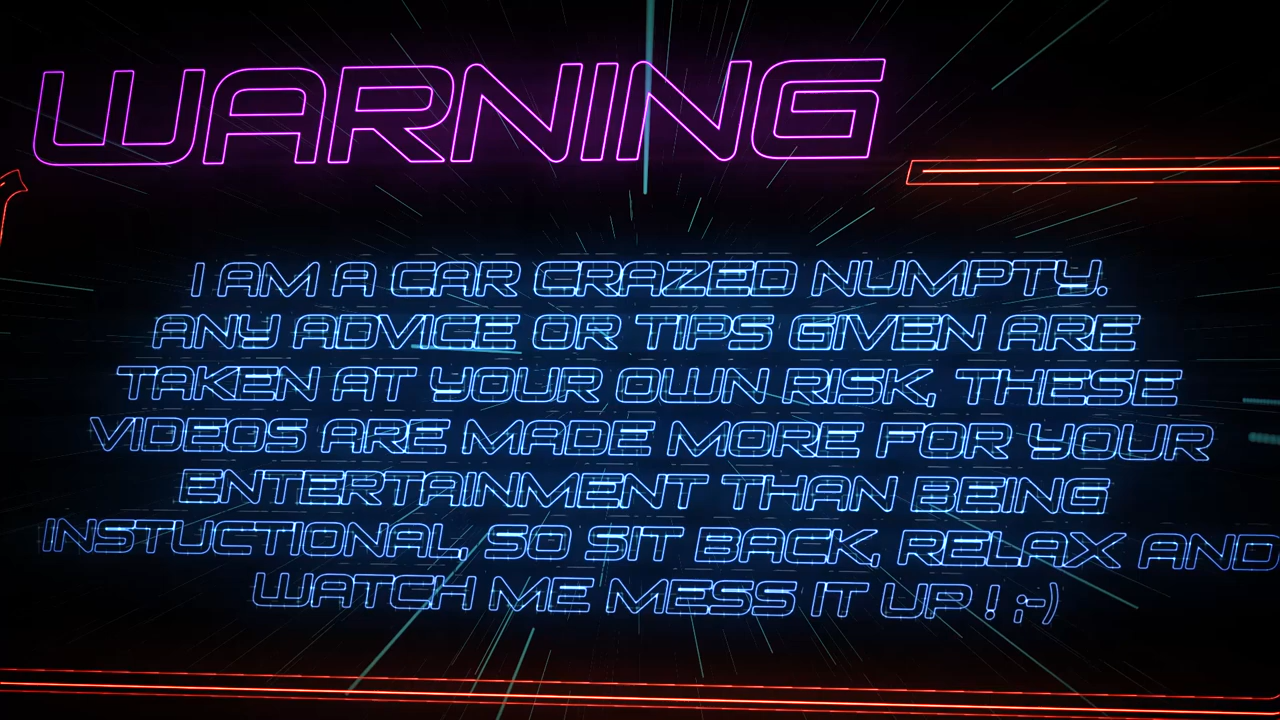 WARNING
I AM A CAR CRAZED NUMPTY.
ANY ADVICE OR TIPS GIVEN ARE
TAKEN AT YOUR OWN RISK, THESE
VIDEOS ARE MADE MORE FOR YOUR
ENTERTAINMENT THAN BEING
INSTUCTIONAL, SO SIT BACK, RELAX AND
WATCH ME MESS IT UP ! ;-)